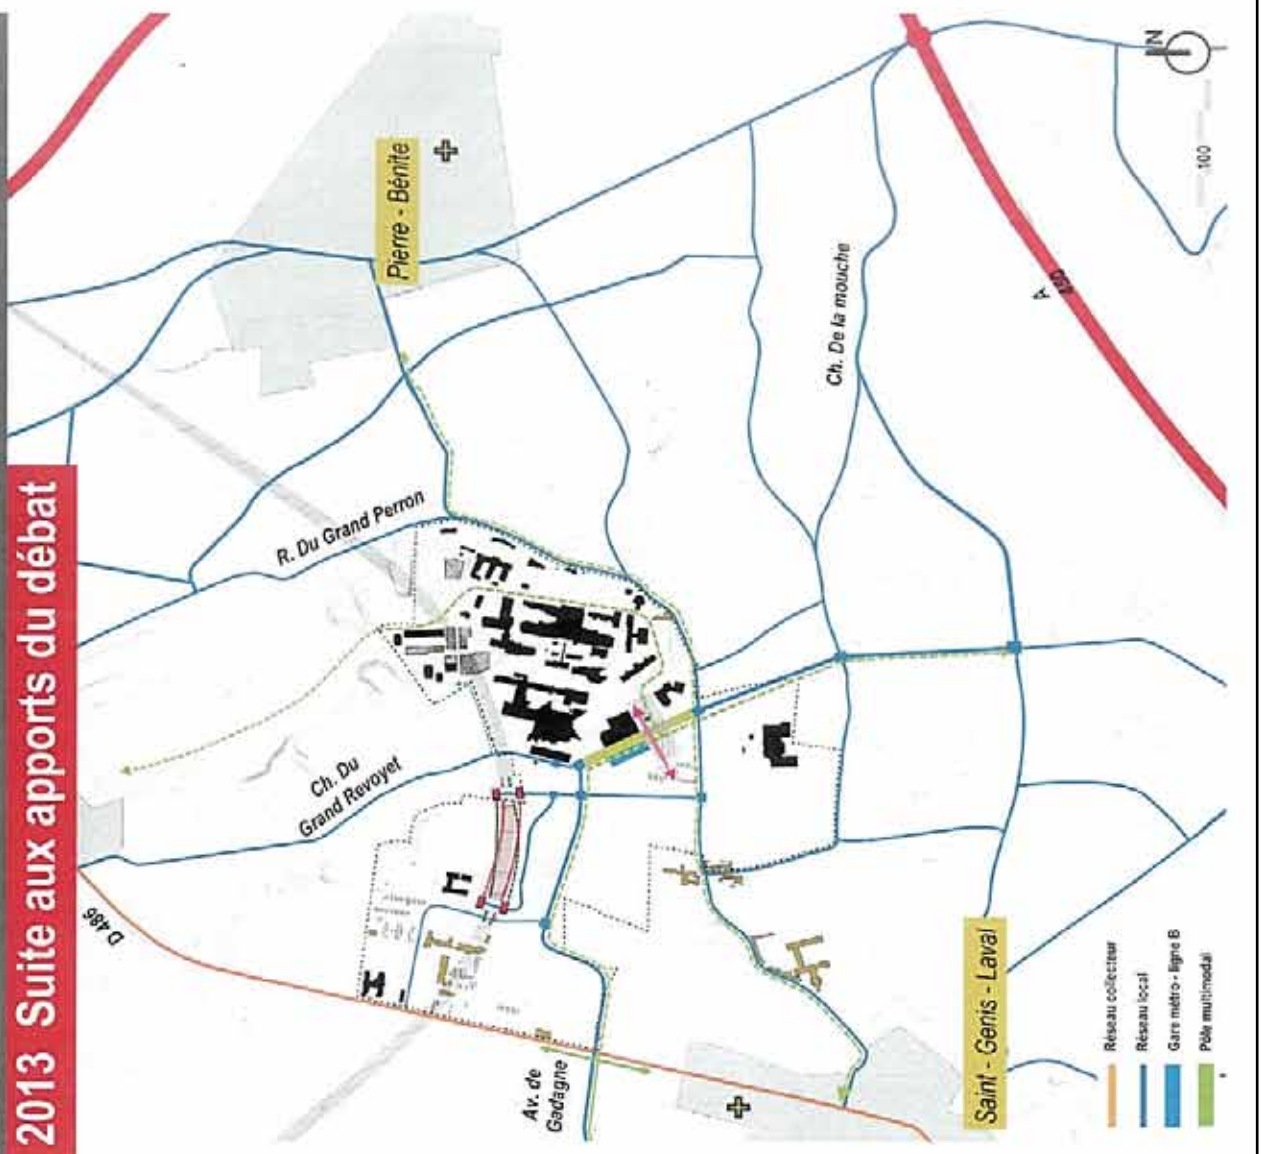 2013 Suite aux apports du débat
D 486
Ch. Du
Grand Revoyet
R. Du Grand Perron
Pierre - Bénite
Av. de
Gadagne
Ch. De la mouche
A
450
Saint - Genis - Laval
Réseau collecteur
Réseau local
Gare métro - ligne B
Pôle multimodal
N
100